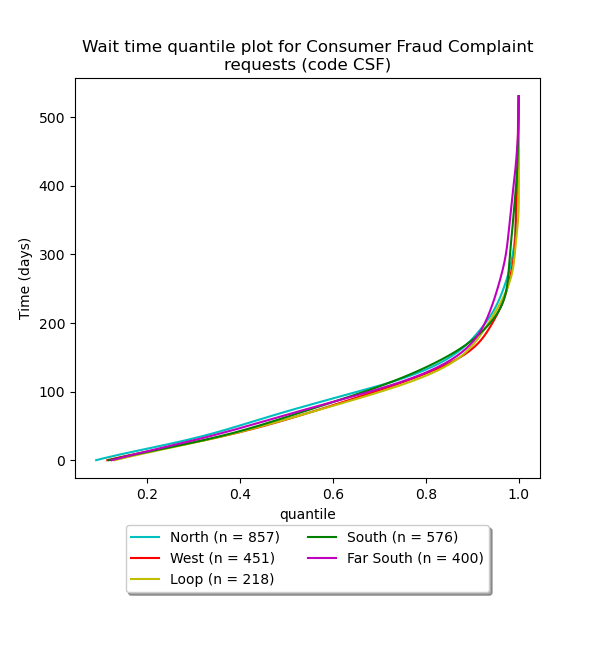 Wait time quantile plot for Consumer Fraud Complaint
requests (code CSF)
Time (days)
500
400
300
200
100
0
0.2 0.4 0.6 0.8 1.0
quantile
North (n = 857) South (n = 576)
West (n = 451) Far South (n = 400)
Loop (n = 218)